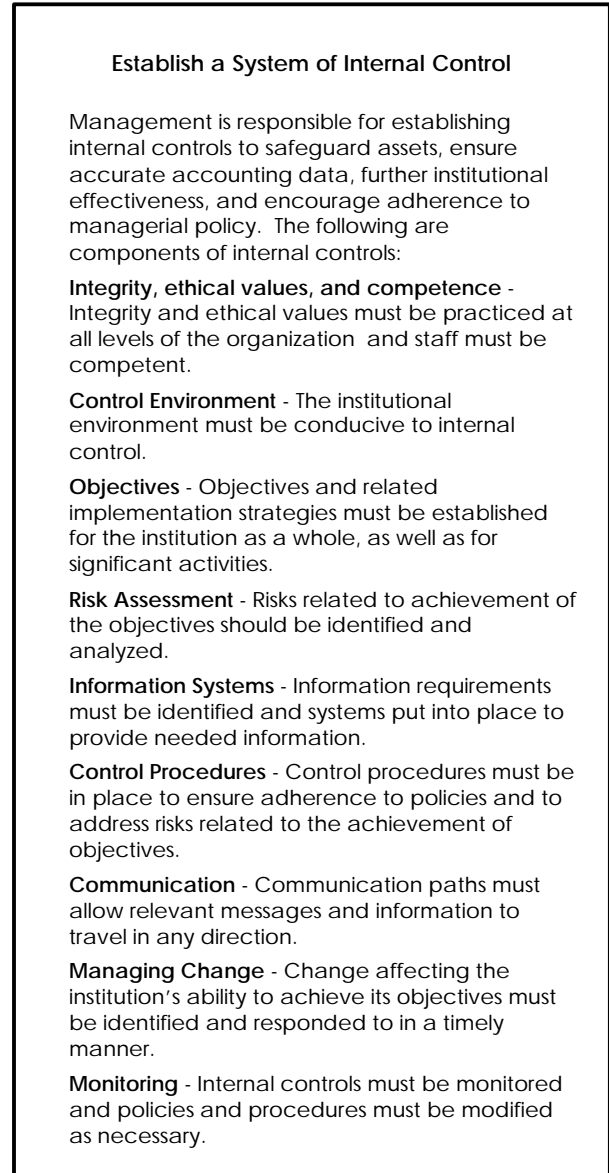 Establish a System of Internal Control
Management is responsible for establishing
internal controls to safeguard assets, ensure
accurate accounting data, further institutional
effectiveness, and encourage adherence to
managerial policy.  The following are
components of internal controls:
Integrity, ethical values, and competence -
Integrity and ethical values must be practiced at
all levels of the organization  and staff must be
competent.
Control Environment - The institutional
environment must be conducive to internal
control.
Objectives - Objectives and related
implementation strategies must be established
for the institution as a whole, as well as for
significant activities.
Risk Assessment - Risks related to achievement of
the objectives should be identified and
analyzed.
Information Systems - Information requirements
must be identified and systems put into place to
provide needed information.
Control Procedures - Control procedures must be
in place to ensure adherence to policies and to
address risks related to the achievement of
objectives.
Communication - Communication paths must
allow relevant messages and information to
travel in any direction.
Managing Change - Change affecting the
institution’s ability to achieve its objectives must
be identified and responded to in a timely
manner.
Monitoring - Internal controls must be monitored
and policies and procedures must be modified
as necessary.